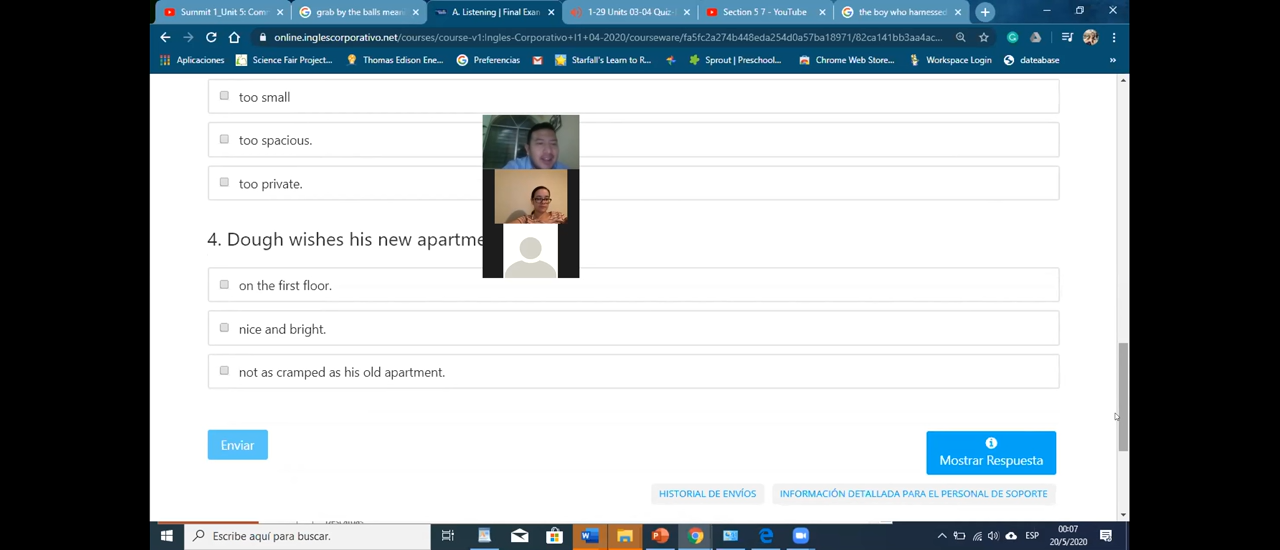 Summit 1_Unit 5: Com
grab by the balls meani
A. Listening | Final Exan
1-29 Units 03-04 Quiz-
Section 5 7 - YouTube
the boy who harnessed
online.inglescorporativo.net/courses/course-v1:Ingles-Corporativo+I1+04-2020/courseware/fa5fc2a274b448eda254d0a57ba18971/82ca141bb3aa4ac...
Aplicaciones
Science Fair Project...
Thomas Edison Ene...
Preferencias
Starfall's Learn to R...
Sprout | Preschool...
Chrome Web Store...
Workspace Login
dateabase
too small
too spacious.
too private.
4. Dough wishes his new apartme
on the first floor.
nice and bright.
not as cramped as his old apartment.
Enviar
Mostrar Respuesta
HISTORIAL DE ENVÍOS
INFORMACIÓN DETALLADA PARA EL PERSONAL DE SOPORTE
Escribe aquí para buscar.
ESP
00:07
20/5/2020